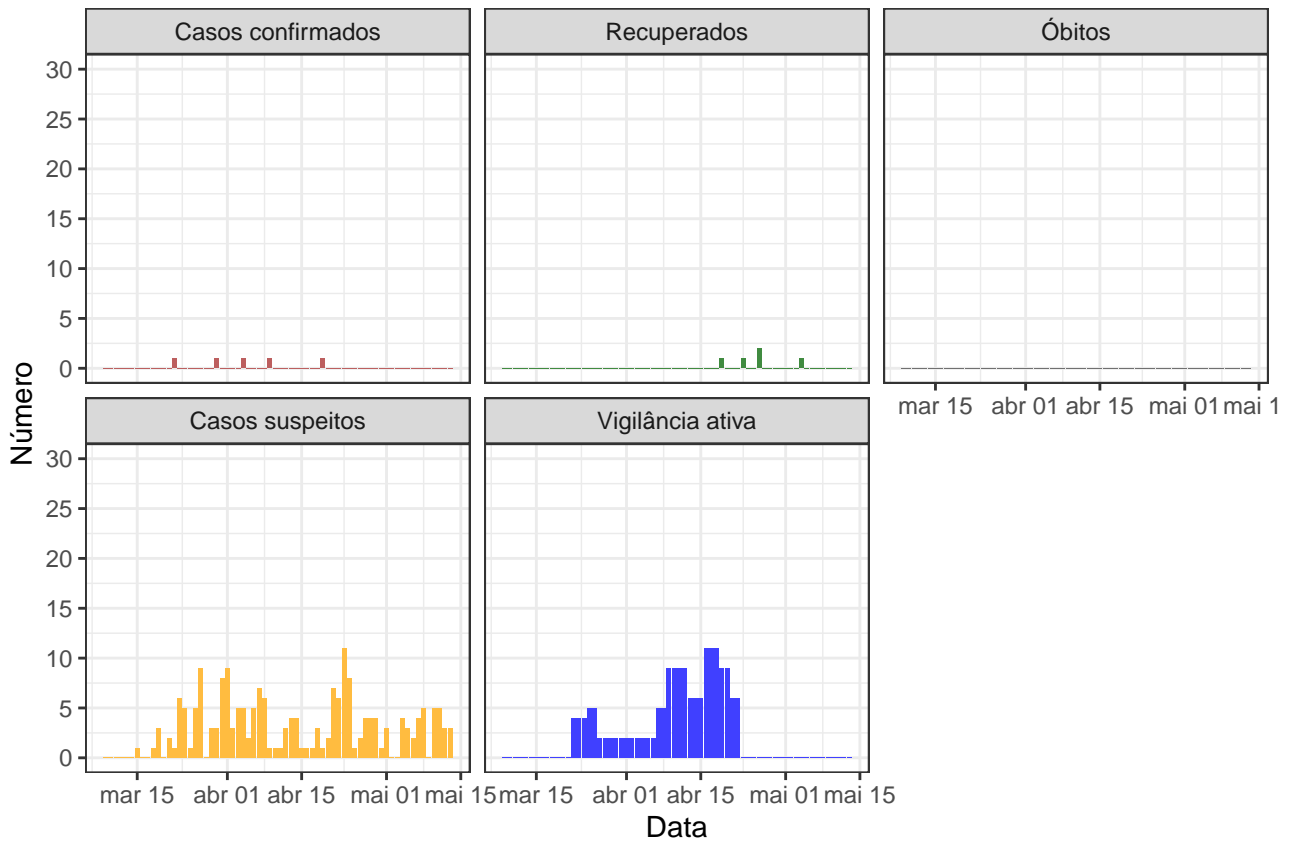 Casos confirmados
Recuperados
Óbitos
30
25
20
15
10
5
0
mar 15 abr 01 abr 15 mai 01 mai 1
Casos suspeitos
Vigilância ativa
Número
30
25
20
15
10
5
0
mar 15 abr 01 abr 15 mai 01 mai 15
mar 15 abr 01 abr 15 mai 01 mai 15
Data